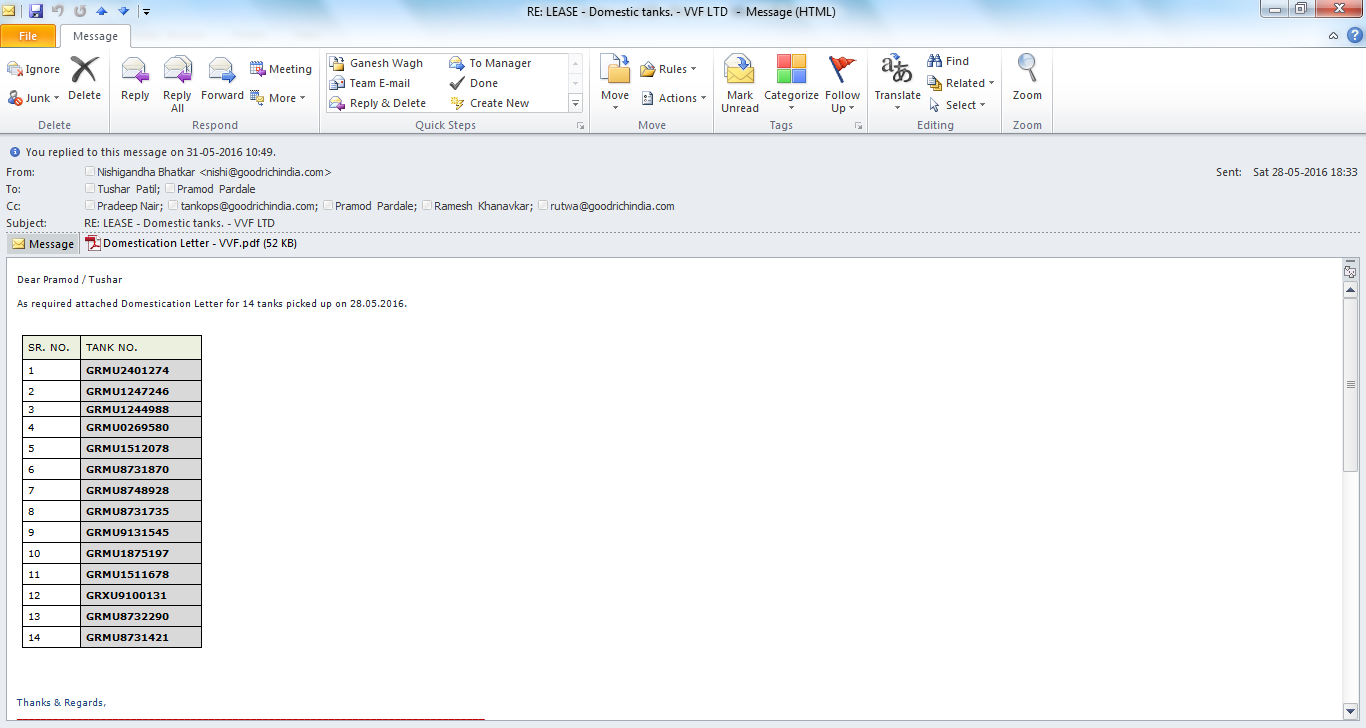 RE: LEASE - Domestic tanks. - VVF LTD  - Message (HTML)
File Message
Ignore Junk Delete Reply Reply All Forward Meeting More Ganesh Wagh Team E-mail Reply & Delete To Manager Done Create New Move Rules Actions Mark Unread Categorize Follow Up Translate Find Related Select Zoom
Delete Respond Quick Steps Move Tags Editing Zoom
You replied to this message on 31-05-2016 10:49.
From: Nishigandha Bhatkar <nishi@goodrichindia.com> Sent: Sat 28-05-2016 18:33
To: Tushar Patil; Pramod Pardale
Cc: Pradeep Nair; tankops@goodrichindia.com; Pramod Pardale; Ramesh Khanavkar; rutwa@goodrichindia.com
Subject: RE: LEASE - Domestic tanks. - VVF LTD
Message Domestication Letter - VVF.pdf (52 KB)
Dear Pramod / Tushar
As required attached Domestication Letter for 14 tanks picked up on 28.05.2016.
SR. NO. TANK NO.
1 GRMU2401274
2 GRMU1247246
3 GRMU1244988
4 GRMU0269580
5 GRMU1512078
6 GRMU8731870
7 GRMU8748928
8 GRMU8731735
9 GRMU9131545
10 GRMU1875197
11 GRMU1511678
12 GRXU9100131
13 GRMU8732290
14 GRMU8731421
Thanks & Regards,